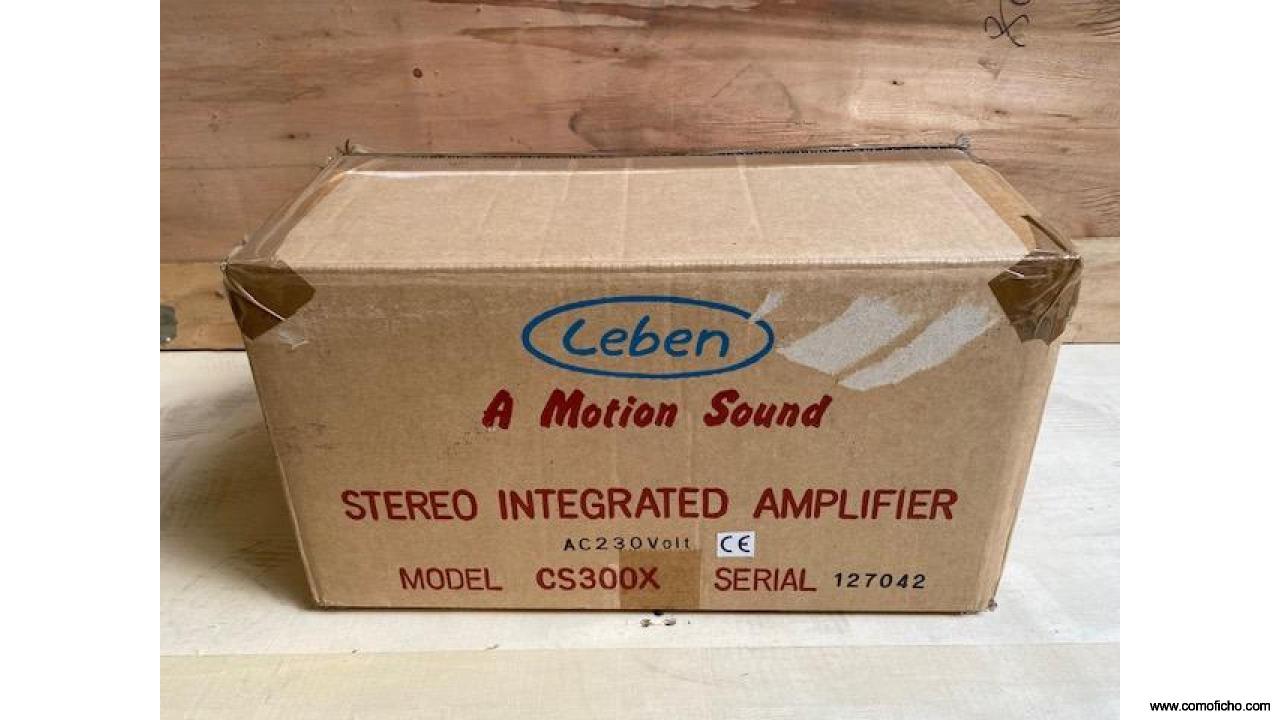 Leben
A Motion Sound
STEREO INTEGRATED AMPLIFIER
AC230Volt CE
MODEL CS300X SERIAL 127042
www.comoficho.com